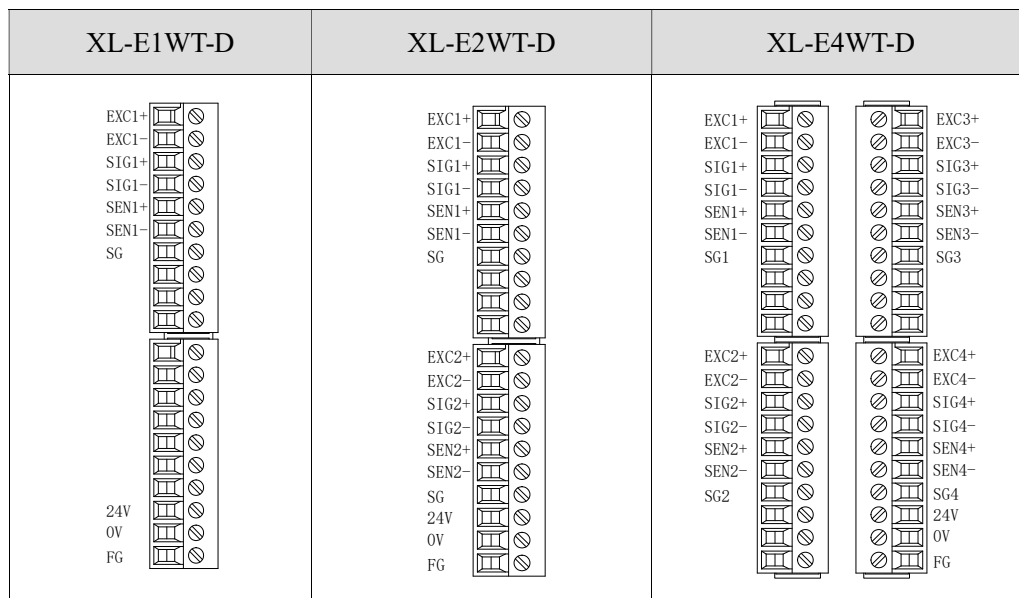 XL-E1WT-D
XL-E2WT-D
XL-E4WT-D
EXC1+
EXC1-
SIG1+
SIG1-
SEN1+
SEN1-
SG
24V
0V
FG
EXC1+
EXC1-
SIG1+
SIG1-
SEN1+
SEN1-
SG
EXC2+
EXC2-
SIG2+
SIG2-
SEN2+
SEN2-
SG
24V
0V
FG
EXC1+
EXC1-
SIG1+
SIG1-
SEN1+
SEN1-
SG1
EXC2+
EXC2-
SIG2+
SIG2-
SEN2+
SEN2-
SG2
EXC3+
EXC3-
SIG3+
SIG3-
SEN3+
SEN3-
SG3
EXC4+
EXC4-
SIG4+
SIG4-
SEN4+
SEN4-
SG4
24V
0V
FG